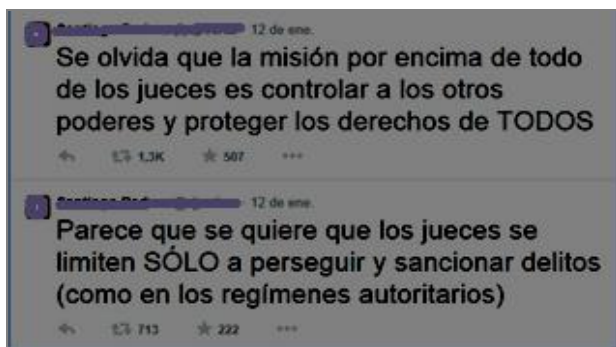 12 de ene.
Se olvida que la misión por encima de todo
de los jueces es controlar a los otros
poderes y proteger los derechos de TODOS
1,3K 507
12 de ene.
Parece que se quiere que los jueces se
limiten SÓLO a perseguir y sancionar delitos
(como en los regímenes autoritarios)
713 222